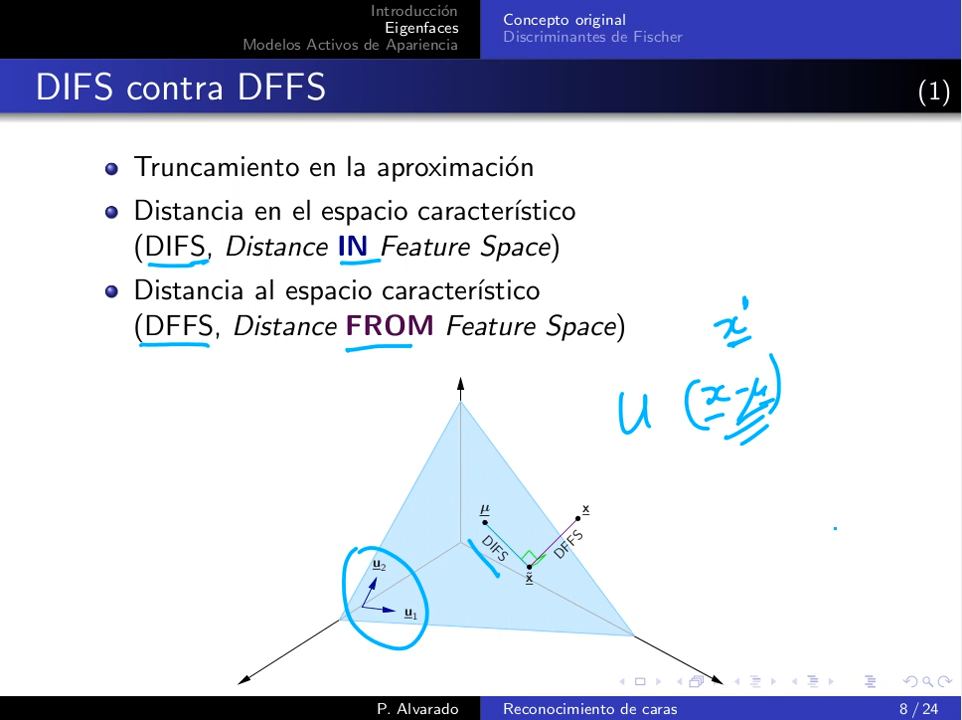 Introducción
Eigenfaces
Modelos Activos de Apariencia
Concepto original
Discriminantes de Fischer
DIFS contra DFFS
(1)
Truncamiento en la aproximación
Distancia en el espacio característico
(DIFS, Distance IN Feature Space)
Distancia al espacio característico
(DFFS, Distance FROM Feature Space)
x'
U (x-μ)
μ
x
DIFS
DFFS
x̃
u₂
u₁
P. Alvarado
Reconocimiento de caras
8 / 24